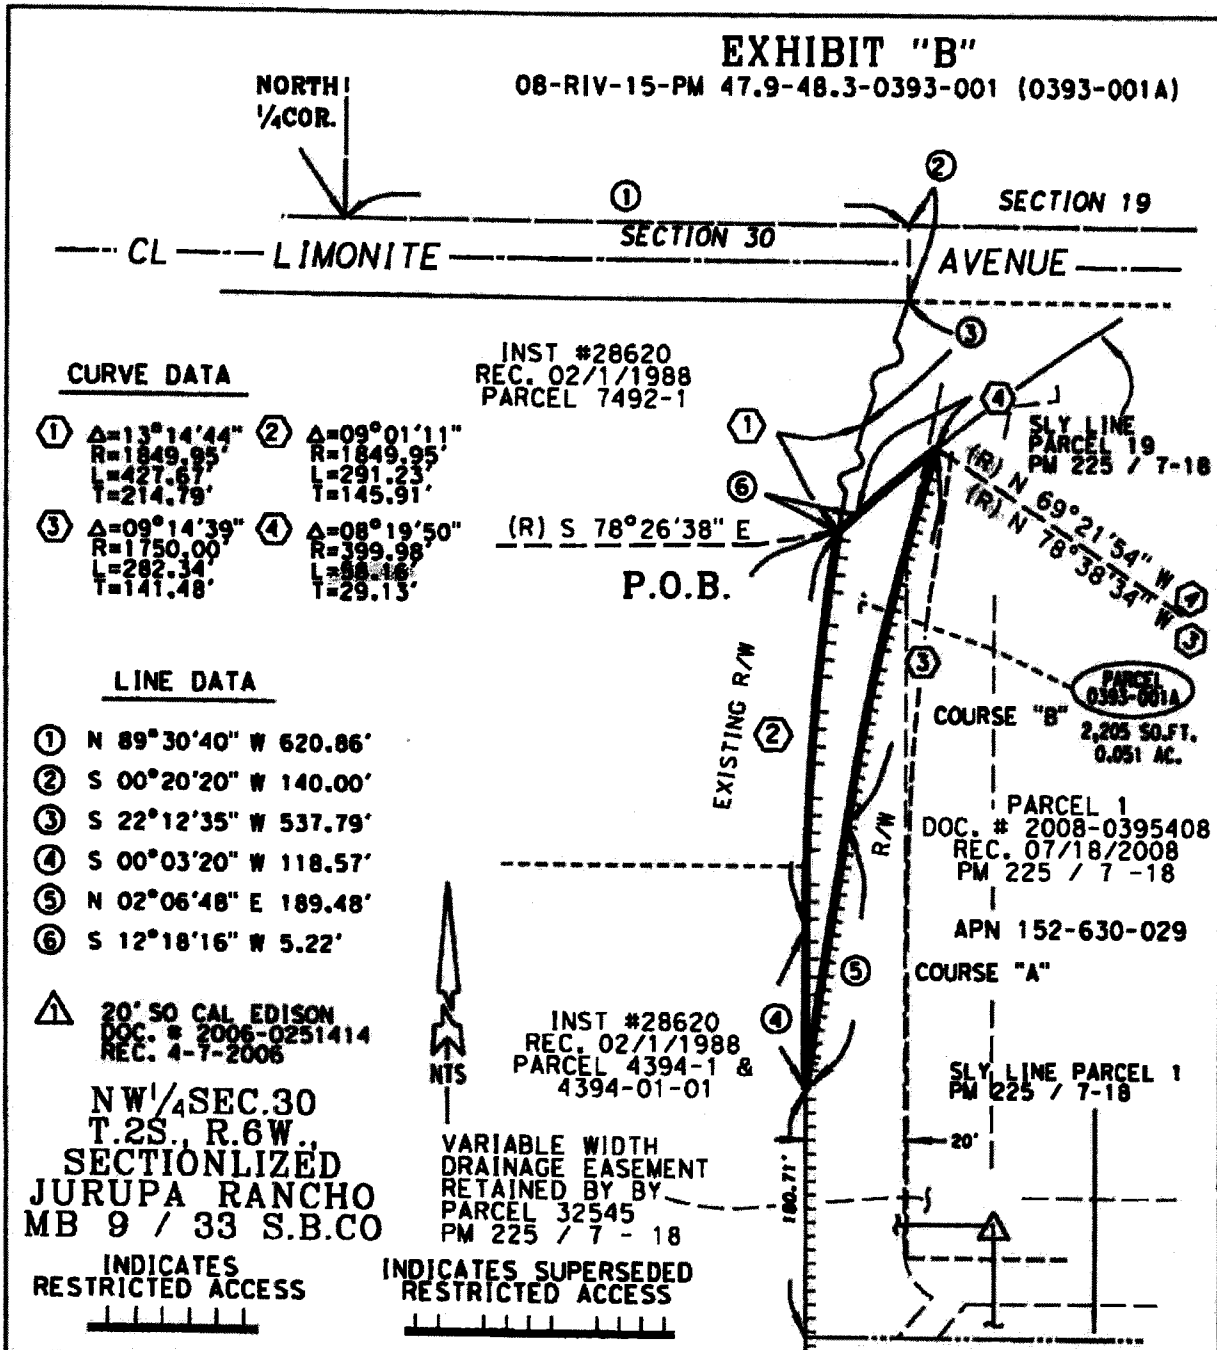 EXHIBIT "B"
08-RIV-15-PM 47.9-48.3-0393-001 (0393-001A)
NORTH
1/4 COR.
2
1
SECTION 19
SECTION 30
CL LIMONITE AVENUE
3
INST #28620
REC. 02/1/1988
PARCEL 7492-1
CURVE DATA
1 Δ=13°14'44"
R=1849.95'
L=427.67'
T=214.79'
2 Δ=09°01'11"
R=1849.95'
L=291.23'
T=145.91'
3 Δ=09°14'39"
R=1750.00'
L=282.34'
T=141.48'
4 Δ=08°19'50"
R=399.98'
T=29.13'
1
4
6
SLY LINE
PARCEL 19
PM 225 / 7-18
(R) S 78°26'38" E
(R) N 69°21'54" W 4
(R) N 78°38'34" W 3
P.O.B.
EXISTING R/W
2
3
PARCEL
0393-001A
2,205 SQ.FT.
0.051 AC.
COURSE "B"
LINE DATA
1 N 89°30'40" W 620.86'
2 S 00°20'20" W 140.00'
3 S 22°12'35" W 537.79'
4 S 00°03'20" W 118.57'
5 N 02°06'48" E 189.48'
6 S 12°18'16" W 5.22'
R/W
PARCEL 1
DOC. # 2008-0395408
REC. 07/18/2008
PM 225 / 7 -18
APN 152-630-029
5
COURSE "A"
1 20' SO CAL EDISON
DOC. # 2006-0251414
REC. 4-7-2006
NTS
INST #28620
REC. 02/1/1988
PARCEL 4394-1 &
4394-01-01
4
SLY LINE PARCEL 1
PM 225 / 7-18
NW 1/4 SEC.30
T.2S., R.6W.,
SECTIONLIZED
JURUPA RANCHO
MB 9 / 33 S.B.CO
VARIABLE WIDTH
DRAINAGE EASEMENT
RETAINED BY BY
PARCEL 32545
PM 225 / 7 - 18
180.71'
20'
1
INDICATES
RESTRICTED ACCESS
INDICATES SUPERSEDED
RESTRICTED ACCESS